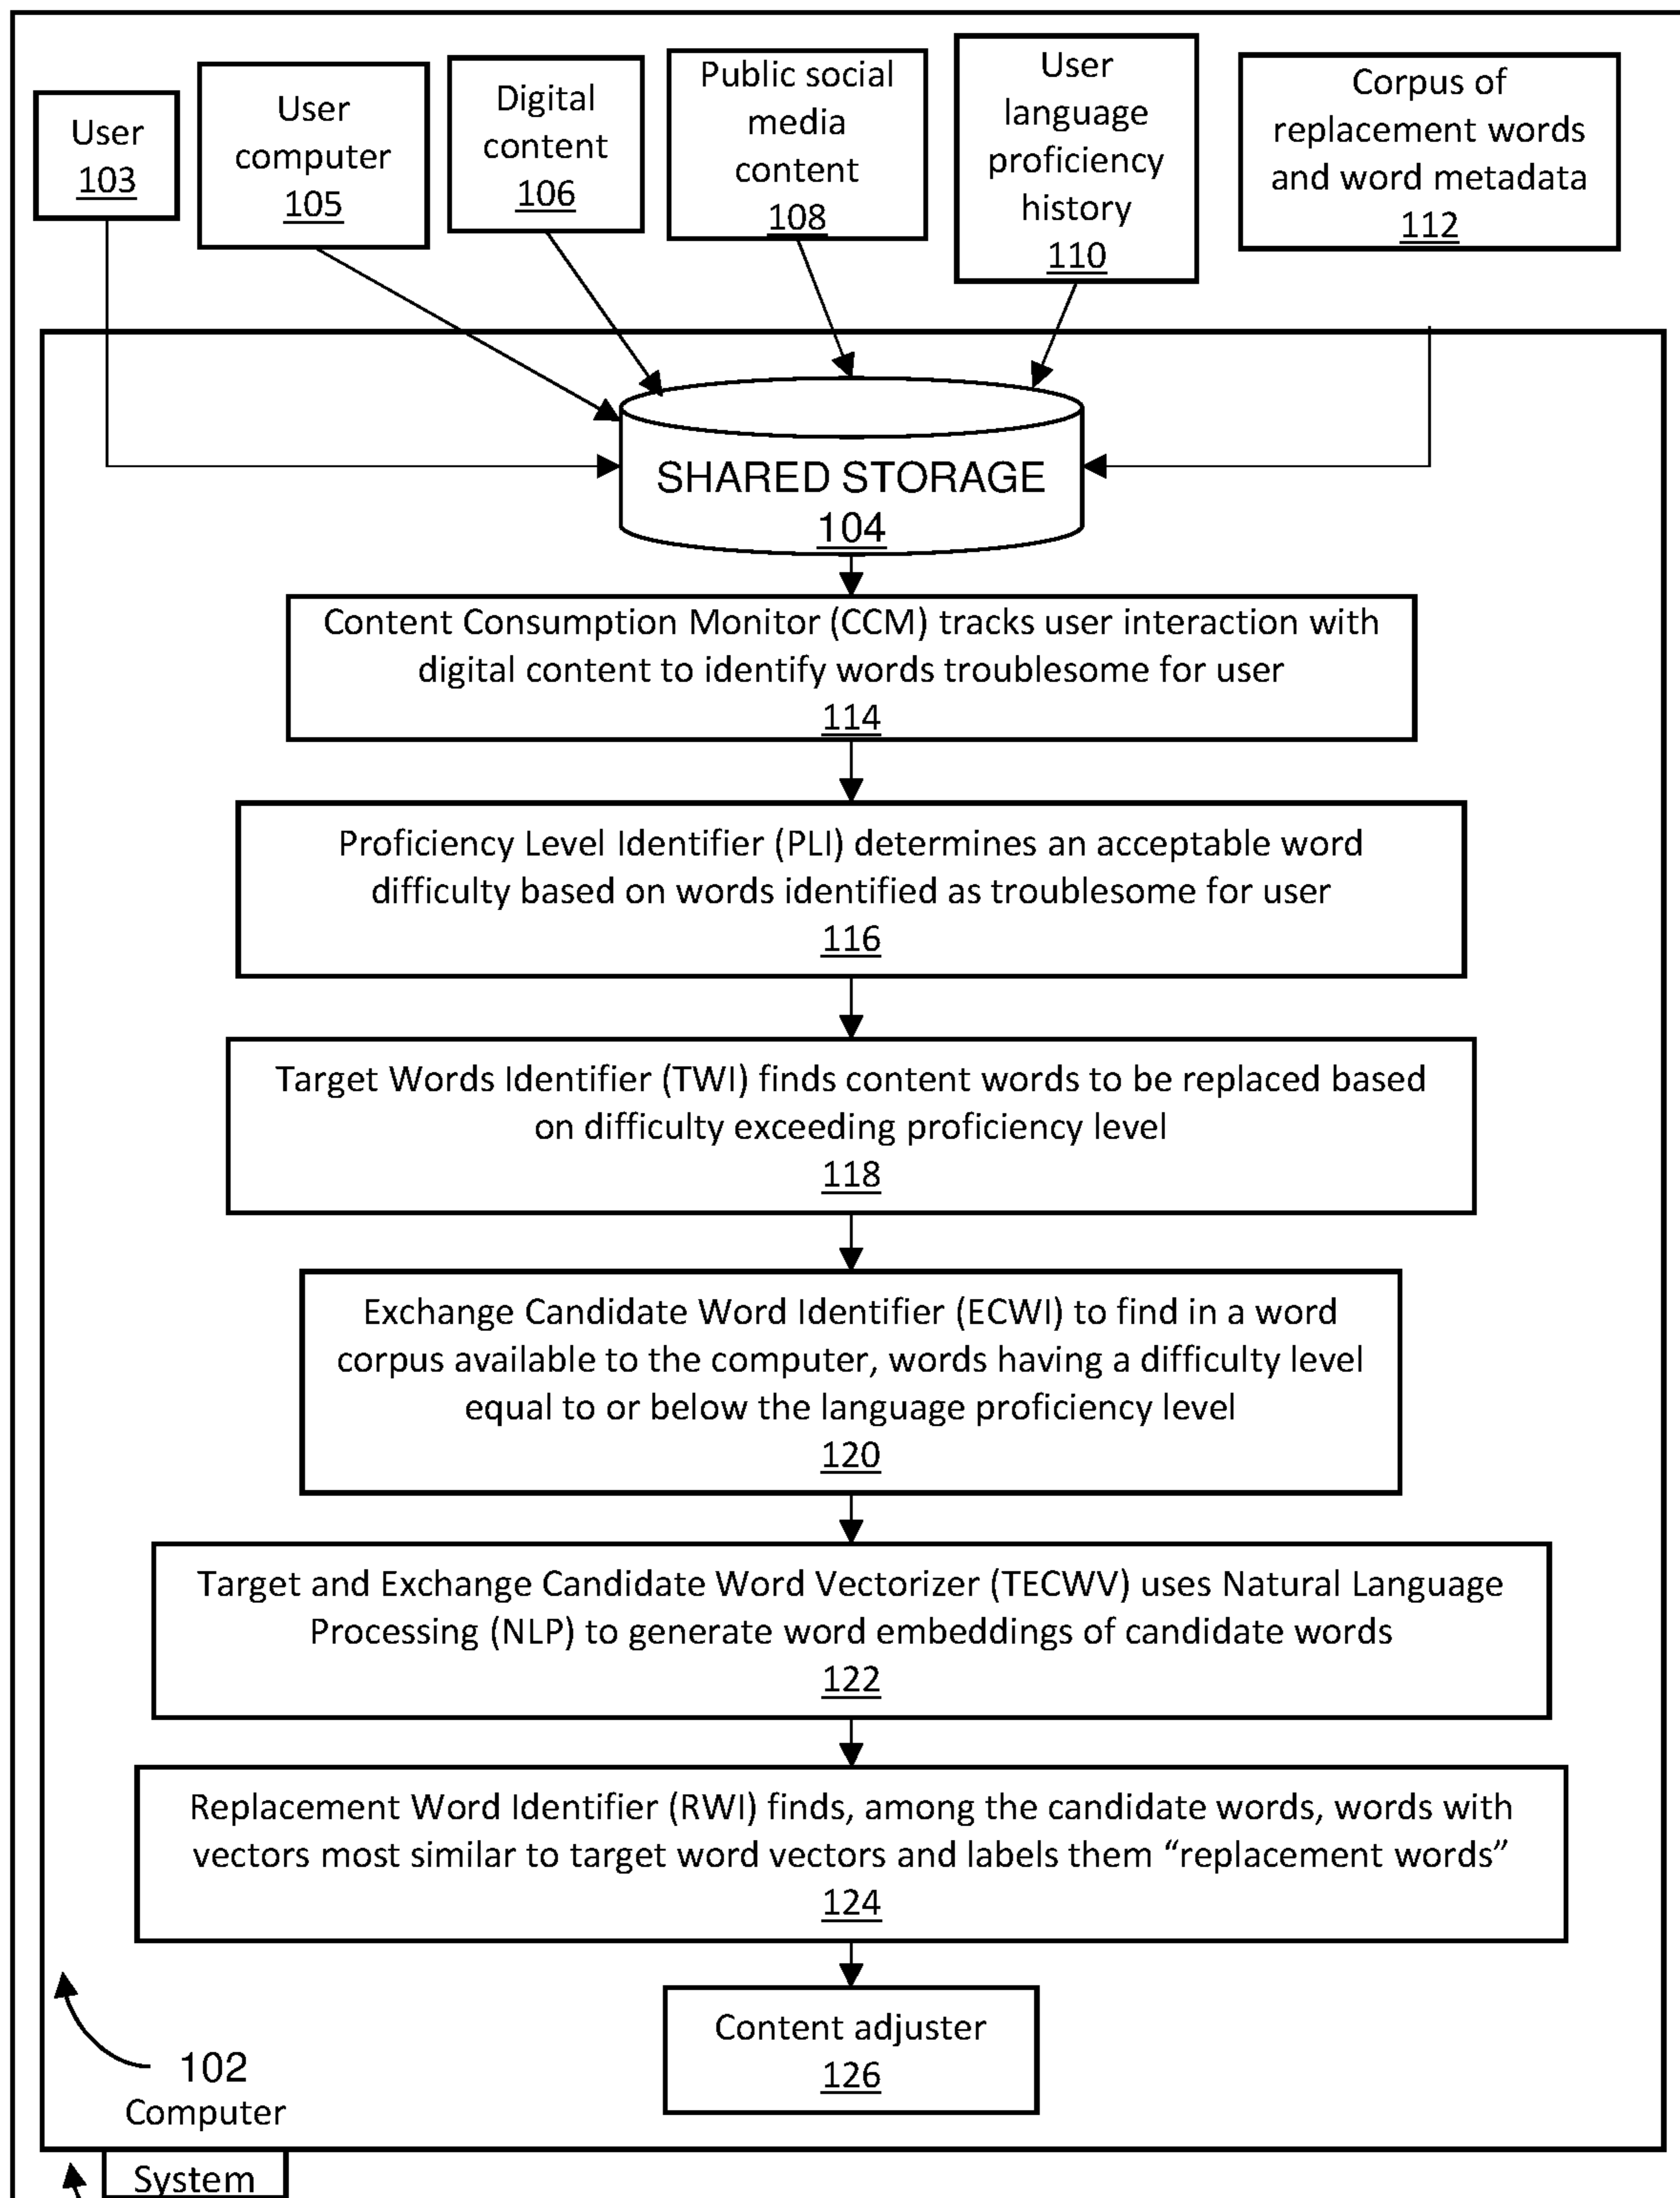 User
103
User
computer
105
Digital
content
106
Public social
media
content
108
User
language
proficiency
history
110
Corpus of
replacement words
and word metadata
112
SHARED STORAGE
104
Content Consumption Monitor (CCM) tracks user interaction with
digital content to identify words troublesome for user
114
Proficiency Level Identifier (PLI) determines an acceptable word
difficulty based on words identified as troublesome for user
116
Target Words Identifier (TWI) finds content words to be replaced based
on difficulty exceeding proficiency level
118
Exchange Candidate Word Identifier (ECWI) to find in a word
corpus available to the computer, words having a difficulty level
equal to or below the language proficiency level
120
Target and Exchange Candidate Word Vectorizer (TECWV) uses Natural Language
Processing (NLP) to generate word embeddings of candidate words
122
Replacement Word Identifier (RWI) finds, among the candidate words, words with
vectors most similar to target word vectors and labels them “replacement words”
124
Content adjuster
126
102
Computer
System